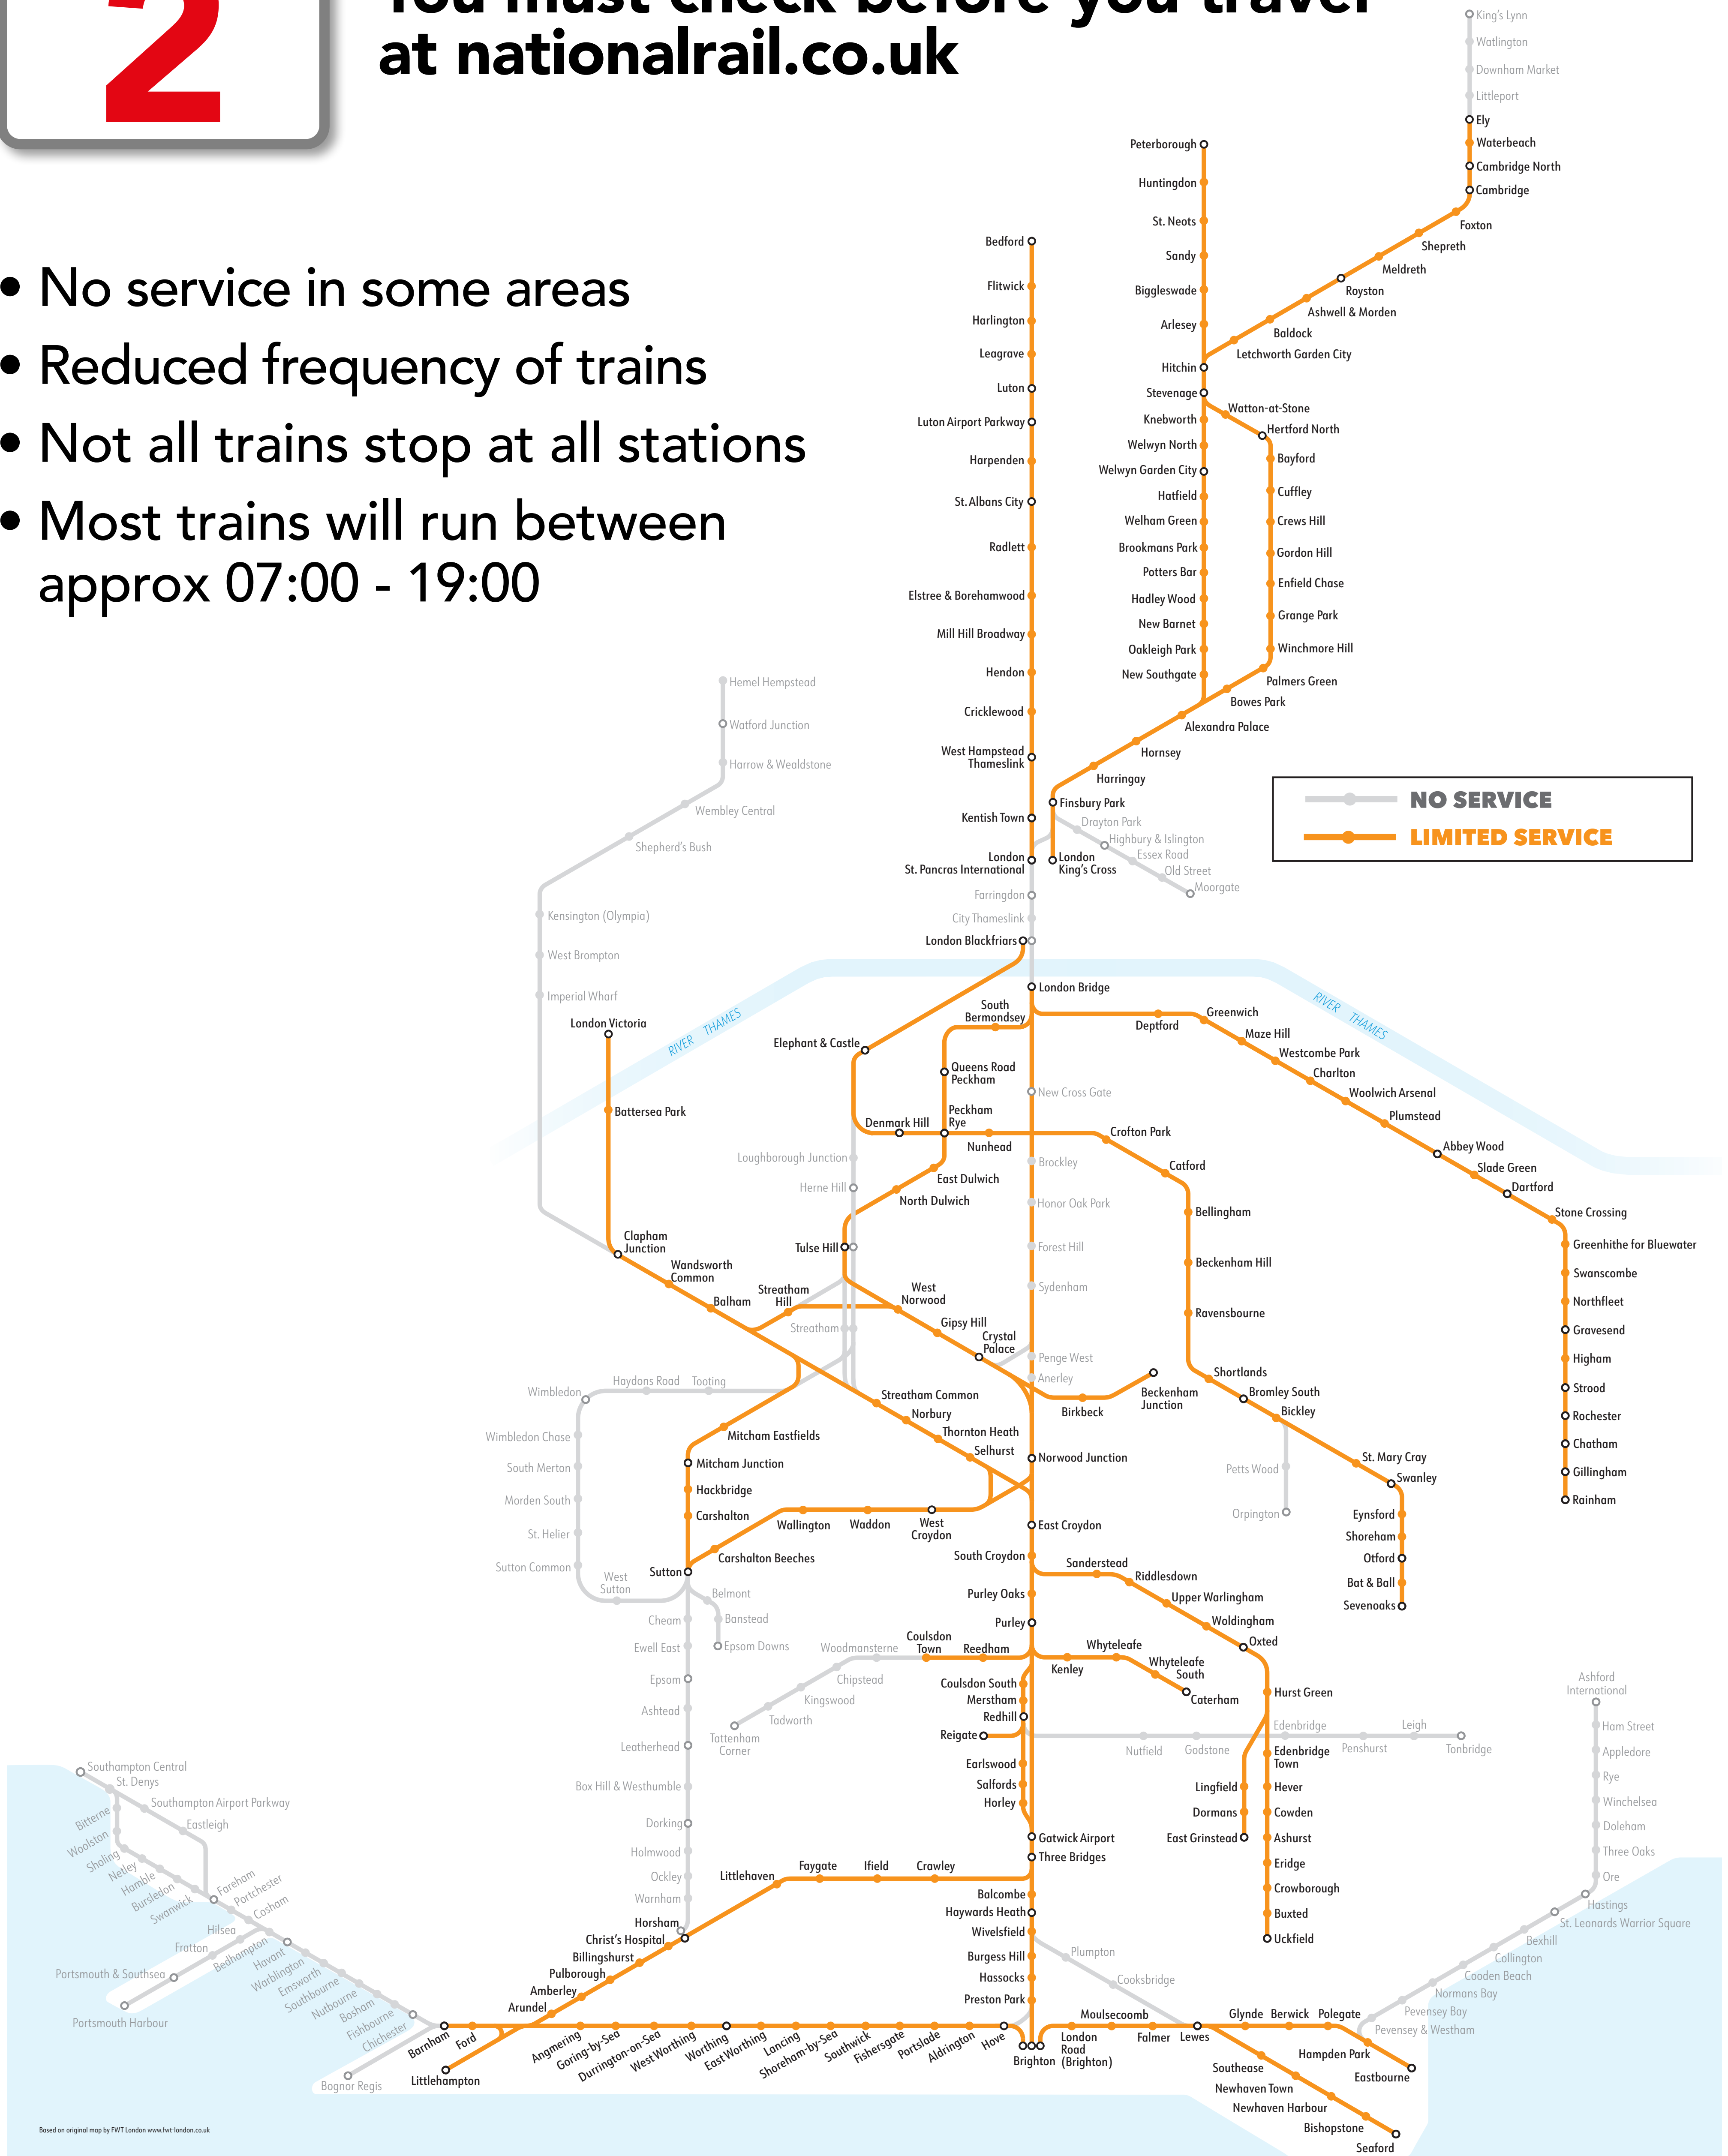 2
You must check before you travel
at nationalrail.co.uk
• No service in some areas
• Reduced frequency of trains
• Not all trains stop at all stations
• Most trains will run between
approx 07:00 - 19:00
King's Lynn
Watlington
Downham Market
Littleport
Ely
Waterbeach
Cambridge North
Cambridge
Foxton
Shepreth
Meldreth
Royston
Ashwell & Morden
Baldock
Letchworth Garden City
Peterborough
Huntingdon
St. Neots
Sandy
Biggleswade
Arlesey
Hitchin
Stevenage
Knebworth
Welwyn North
Welwyn Garden City
Hatfield
Welham Green
Brookmans Park
Potters Bar
Hadley Wood
New Barnet
Oakleigh Park
New Southgate
Watton-at-Stone
Hertford North
Bayford
Cuffley
Crews Hill
Gordon Hill
Enfield Chase
Grange Park
Winchmore Hill
Palmers Green
Bowes Park
Alexandra Palace
Hornsey
Harringay
Finsbury Park
Drayton Park
Highbury & Islington
Essex Road
Old Street
Moorgate
London
King's Cross
Bedford
Flitwick
Harlington
Leagrave
Luton
Luton Airport Parkway
Harpenden
St. Albans City
Radlett
Elstree & Borehamwood
Mill Hill Broadway
Hendon
Cricklewood
West Hampstead
Thameslink
Kentish Town
London
St. Pancras International
Farringdon
City Thameslink
London Blackfriars
London Bridge
NO SERVICE
LIMITED SERVICE
Hemel Hempstead
Watford Junction
Harrow & Wealdstone
Wembley Central
Shepherd's Bush
Kensington (Olympia)
West Brompton
Imperial Wharf
London Victoria
Battersea Park
Clapham
Junction
Wandsworth
Common
Balham
Streatham
Hill
RIVER THAMES
RIVER THAMES
South
Bermondsey
Queens Road
Peckham
Peckham
Rye
Elephant & Castle
Denmark Hill
Nunhead
Crofton Park
Catford
Bellingham
Beckenham Hill
Ravensbourne
Shortlands
Bromley South
Bickley
Petts Wood
Orpington
St. Mary Cray
Swanley
Eynsford
Shoreham
Otford
Bat & Ball
Sevenoaks
Deptford
Greenwich
Maze Hill
Westcombe Park
Charlton
Woolwich Arsenal
Plumstead
Abbey Wood
Slade Green
Dartford
Stone Crossing
Greenhithe for Bluewater
Swanscombe
Northfleet
Gravesend
Higham
Strood
Rochester
Chatham
Gillingham
Rainham
New Cross Gate
Brockley
Honor Oak Park
Forest Hill
Sydenham
Penge West
Anerley
Norwood Junction
Loughborough Junction
Herne Hill
East Dulwich
North Dulwich
Tulse Hill
Streatham
West
Norwood
Gipsy Hill
Crystal
Palace
Birkbeck
Beckenham
Junction
Streatham Common
Norbury
Thornton Heath
Selhurst
Wimbledon
Haydons Road
Tooting
Wimbledon Chase
South Merton
Morden South
St. Helier
Sutton Common
West
Sutton
Mitcham Eastfields
Mitcham Junction
Hackbridge
Carshalton
Sutton
Carshalton Beeches
Wallington
Waddon
West
Croydon
East Croydon
South Croydon
Purley Oaks
Purley
Sanderstead
Riddlesdown
Upper Warlingham
Woldingham
Oxted
Hurst Green
Belmont
Banstead
Epsom Downs
Cheam
Ewell East
Epsom
Ashtead
Leatherhead
Box Hill & Westhumble
Dorking
Holmwood
Ockley
Warnham
Horsham
Coulsdon
Town
Reedham
Woodmansterne
Chipstead
Kingswood
Tadworth
Tattenham
Corner
Kenley
Whyteleafe
Whyteleafe
South
Caterham
Coulsdon South
Merstham
Redhill
Reigate
Earlswood
Salfords
Horley
Gatwick Airport
Three Bridges
Nutfield
Godstone
Edenbridge
Penshurst
Leigh
Tonbridge
Edenbridge
Town
Hever
Cowden
Ashurst
Eridge
Crowborough
Buxted
Uckfield
Lingfield
Dormans
East Grinstead
Ashford
International
Ham Street
Appledore
Rye
Winchelsea
Doleham
Three Oaks
Ore
Hastings
St. Leonards Warrior Square
Bexhill
Collington
Cooden Beach
Normans Bay
Pevensey Bay
Pevensey & Westham
Balcombe
Haywards Heath
Wivelsfield
Burgess Hill
Hassocks
Preston Park
Plumpton
Cooksbridge
Littlehaven
Faygate
Ifield
Crawley
Christ's Hospital
Billingshurst
Pulborough
Amberley
Arundel
Southampton Central
St. Denys
Southampton Airport Parkway
Eastleigh
Bitterne
Woolston
Sholing
Netley
Hamble
Bursledon
Swanwick
Fareham
Portchester
Cosham
Hilsea
Fratton
Portsmouth & Southsea
Portsmouth Harbour
Bedhampton
Havant
Warblington
Emsworth
Southbourne
Nutbourne
Bosham
Fishbourne
Chichester
Bognor Regis
Barnham
Ford
Littlehampton
Angmering
Goring-by-Sea
Durrington-on-Sea
West Worthing
Worthing
East Worthing
Lancing
Shoreham-by-Sea
Southwick
Fishersgate
Portslade
Aldrington
Hove
Brighton
London
Road
(Brighton)
Moulsecoomb
Falmer
Lewes
Glynde
Berwick
Polegate
Hampden Park
Eastbourne
Southease
Newhaven Town
Newhaven Harbour
Bishopstone
Seaford
Based on original map by FWT London www.fwt-london.co.uk